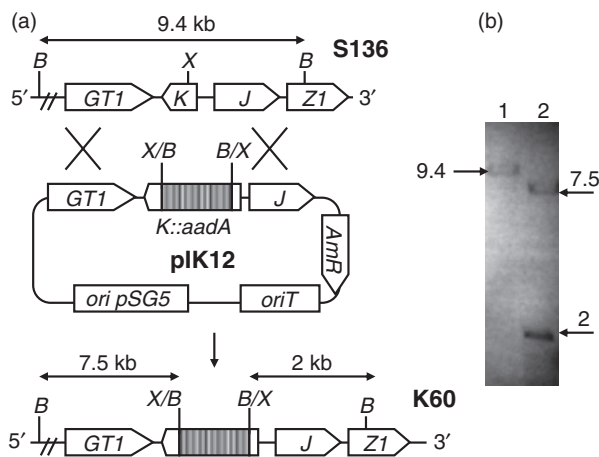 (a)
9.4 kb
S136
B X B
5′ GT1 K J Z1 3′
X/B B/X
GT1 J
K::aadA
AmR
pIK12
ori pSG5 oriT
7.5 kb 2 kb
K60
B X/B B/X B
5′ GT1 J Z1 3′
(b)
1 2
9.4
7.5
2